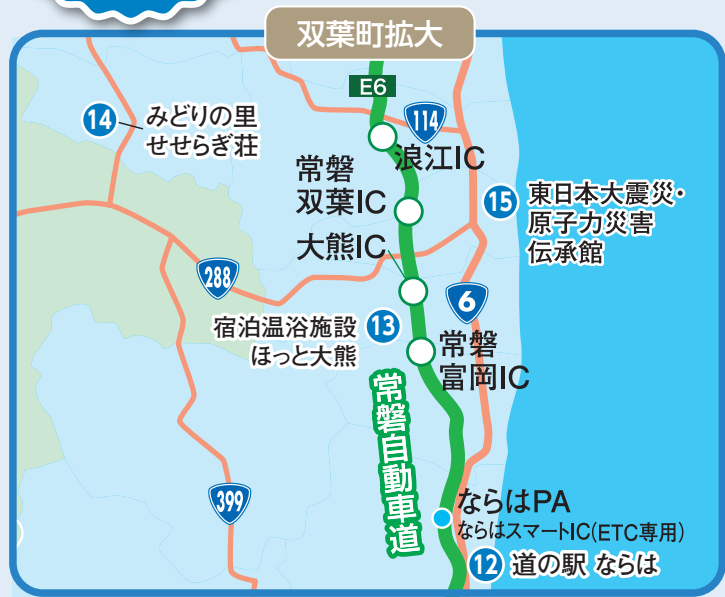 双葉町拡大
E6
114
浪江IC
14
みどりの里
せせらぎ荘
常磐
双葉IC
15
東日本大震災・
原子力災害
伝承館
大熊IC
288
6
宿泊温浴施設
ほっと大熊
13
常磐
富岡IC
常磐自動車道
399
ならはPA
ならはスマートIC(ETC専用)
12 道の駅 ならは